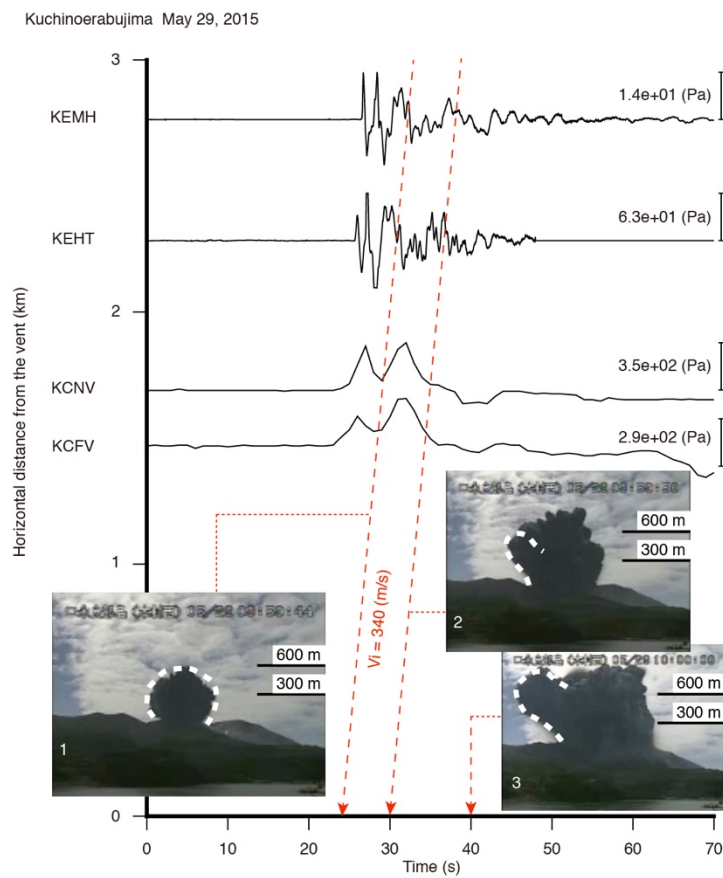 Kuchinoerabujima May 29, 2015
3
KEMH
1.4e+01 (Pa)
KEHT
6.3e+01 (Pa)
2
KCNV
3.5e+02 (Pa)
KCFV
2.9e+02 (Pa)
Horizontal distance from the vent (km)
600 m
300 m
2
1
Vi = 340 (m/s)
600 m
300 m
1
600 m
300 m
3
0
0
10
20
30
40
50
60
70
Time (s)